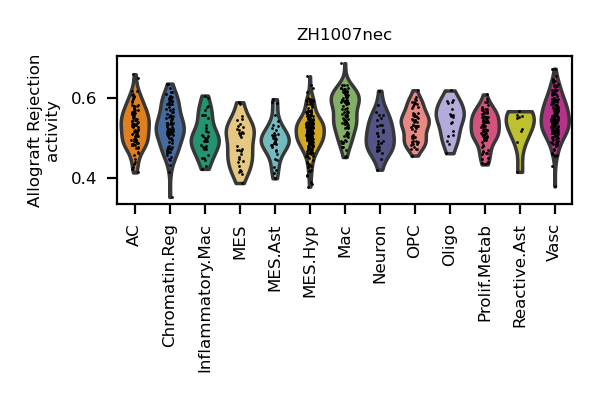 ZH1007nec
Allograft Rejection
activity
0.6
0.4
AC
Chromatin.Reg
Inflammatory.Mac
MES
MES.Ast
MES.Hyp
Mac
Neuron
OPC
Oligo
Prolif.Metab
Reactive.Ast
Vasc